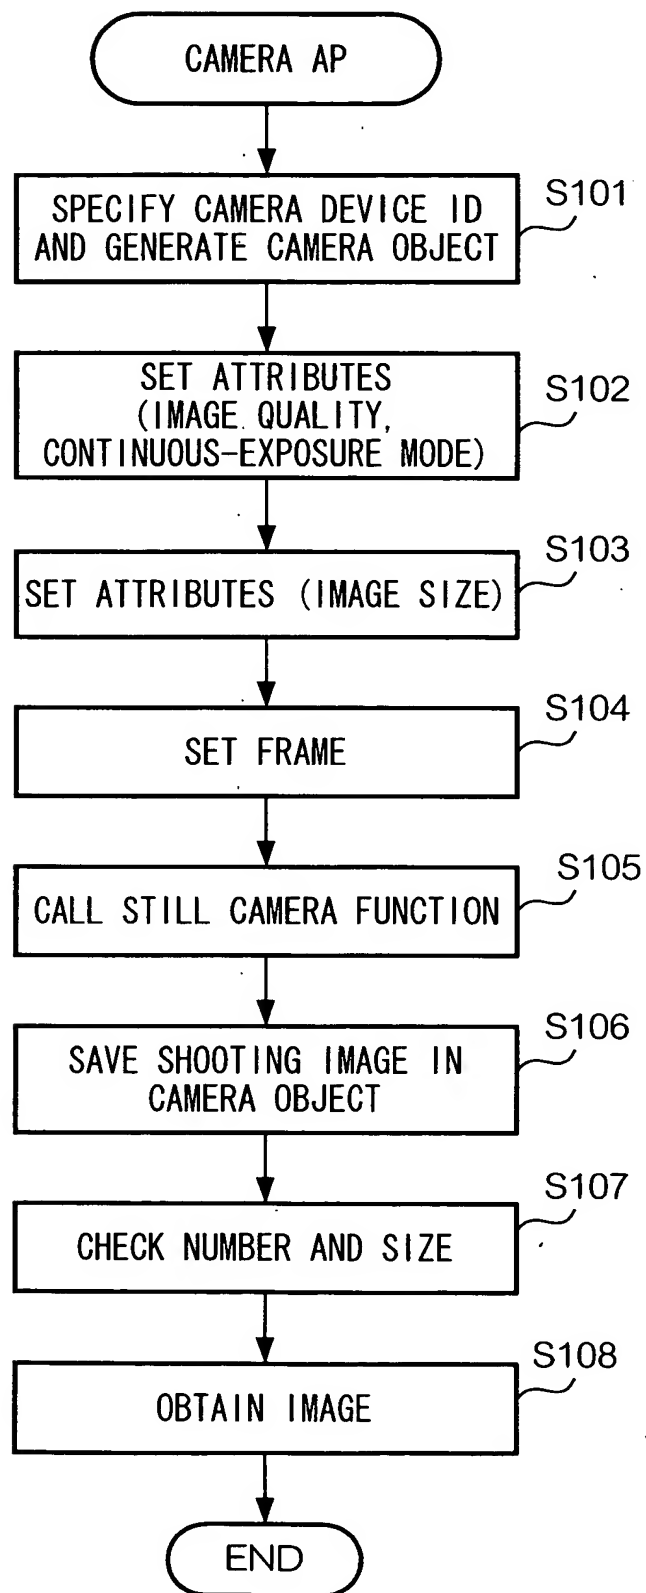 CAMERA AP
S101
SPECIFY CAMERA DEVICE ID
AND GENERATE CAMERA OBJECT
S102
SET ATTRIBUTES
(IMAGE QUALITY,
CONTINUOUS-EXPOSURE MODE)
S103
SET ATTRIBUTES (IMAGE SIZE)
S104
SET FRAME
S105
CALL STILL CAMERA FUNCTION
S106
SAVE SHOOTING IMAGE IN
CAMERA OBJECT
S107
CHECK NUMBER AND SIZE
S108
OBTAIN IMAGE
END